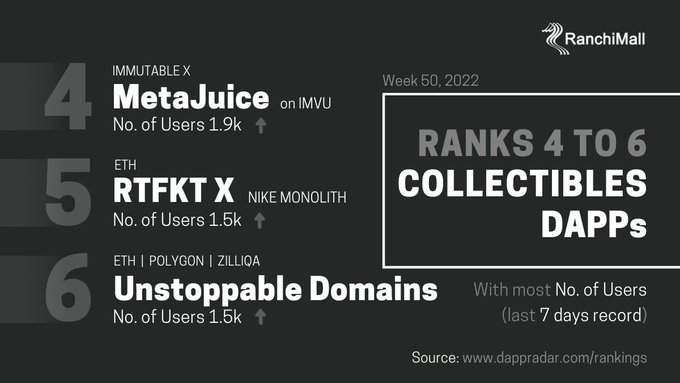 RanchiMall
Week 50, 2022
RANKS 4 TO 6
COLLECTIBLES
DAPPs
4
IMMUTABLE X
MetaJuice on IMVU
No. of Users 1.9k
5
ETH
RTFKT X NIKE MONOLITH
No. of Users 1.5k
6
ETH | POLYGON | ZILLIQA
Unstoppable Domains
No. of Users 1.5k
With most No. of Users
(last 7 days record)
Source: www.dappradar.com/rankings